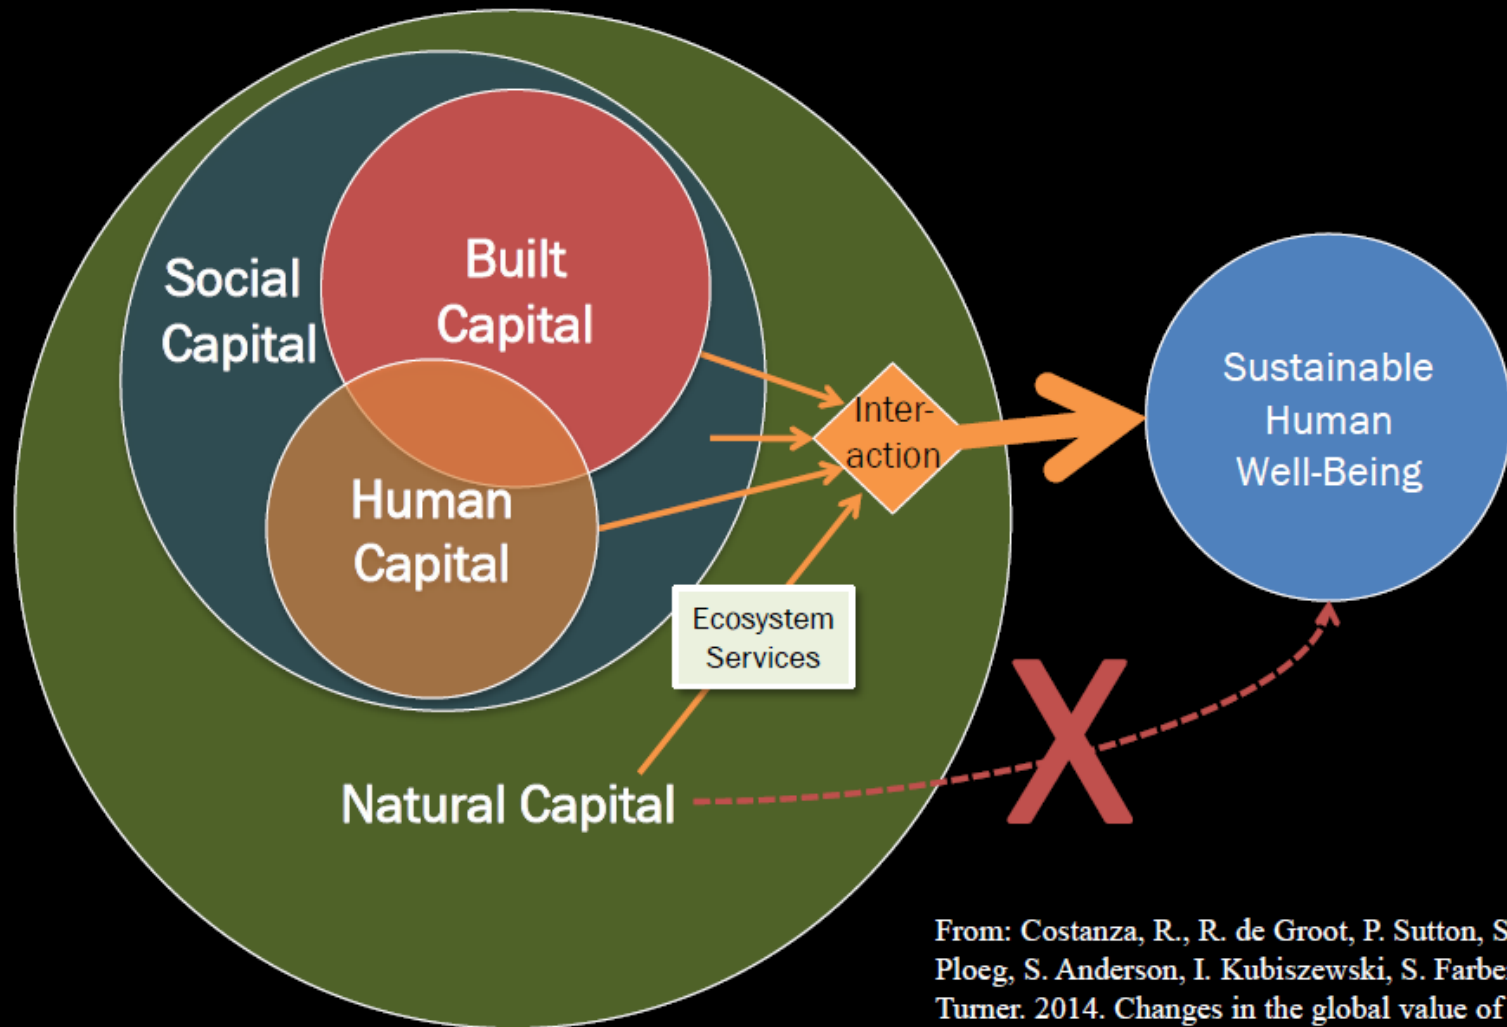 Social
Capital
Built
Capital
Human
Capital
Inter-
action
Ecosystem
Services
Natural Capital
X
Sustainable
Human
Well-Being
From: Costanza, R., R. de Groot, P. Sutton, S
Ploeg, S. Anderson, I. Kubiszewski, S. Farbe
Turner. 2014. Changes in the global value of